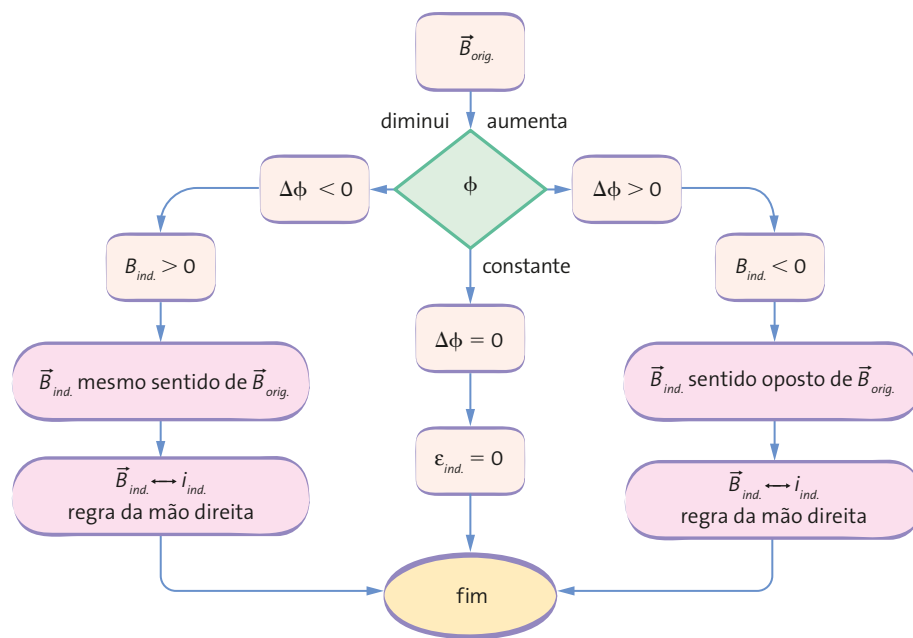 B⃗orig.
diminui aumenta
Δϕ < 0
ϕ
Δϕ > 0
Bind. > 0
constante
Bind. < 0
Δϕ = 0
B⃗ind. mesmo sentido de B⃗orig.
B⃗ind. sentido oposto de B⃗orig.
εind. = 0
B⃗ind. ⟷ iind.
regra da mão direita
B⃗ind. ⟷ iind.
regra da mão direita
fim